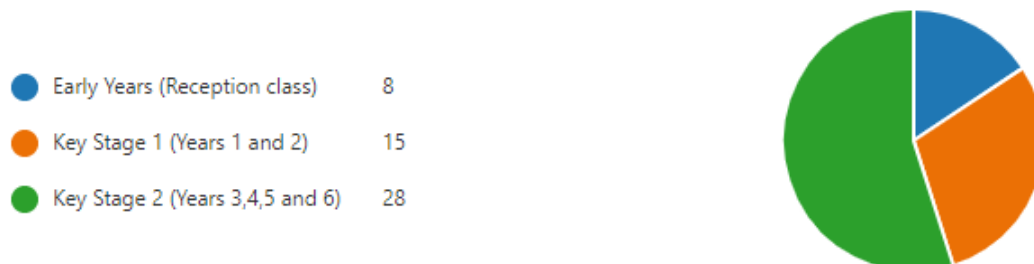 Early Years (Reception class) 8
Key Stage 1 (Years 1 and 2) 15
Key Stage 2 (Years 3,4,5 and 6) 28